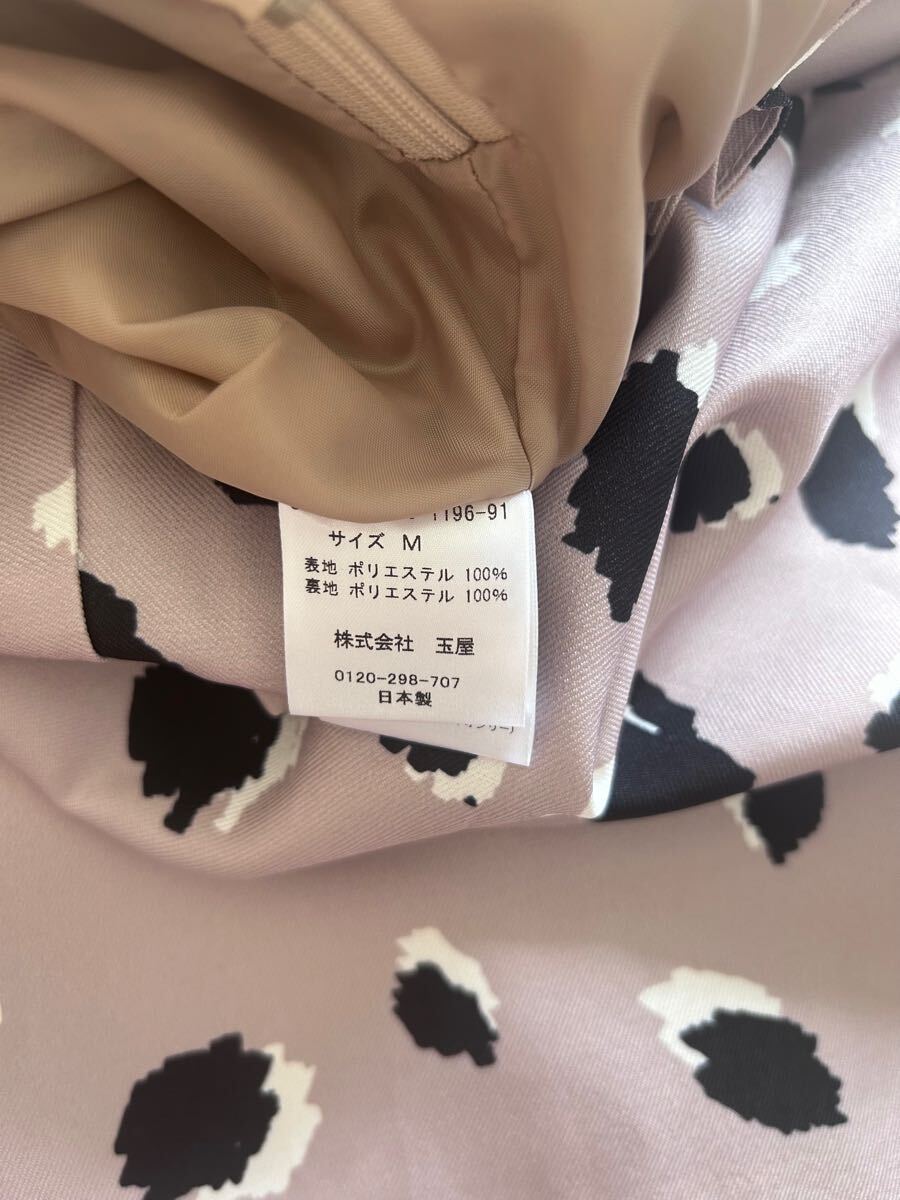 1196-91
サイズ M
表地 ポリエステル 100%
裏地 ポリエステル 100%
株式会社 玉屋
0120-298-707
日本製